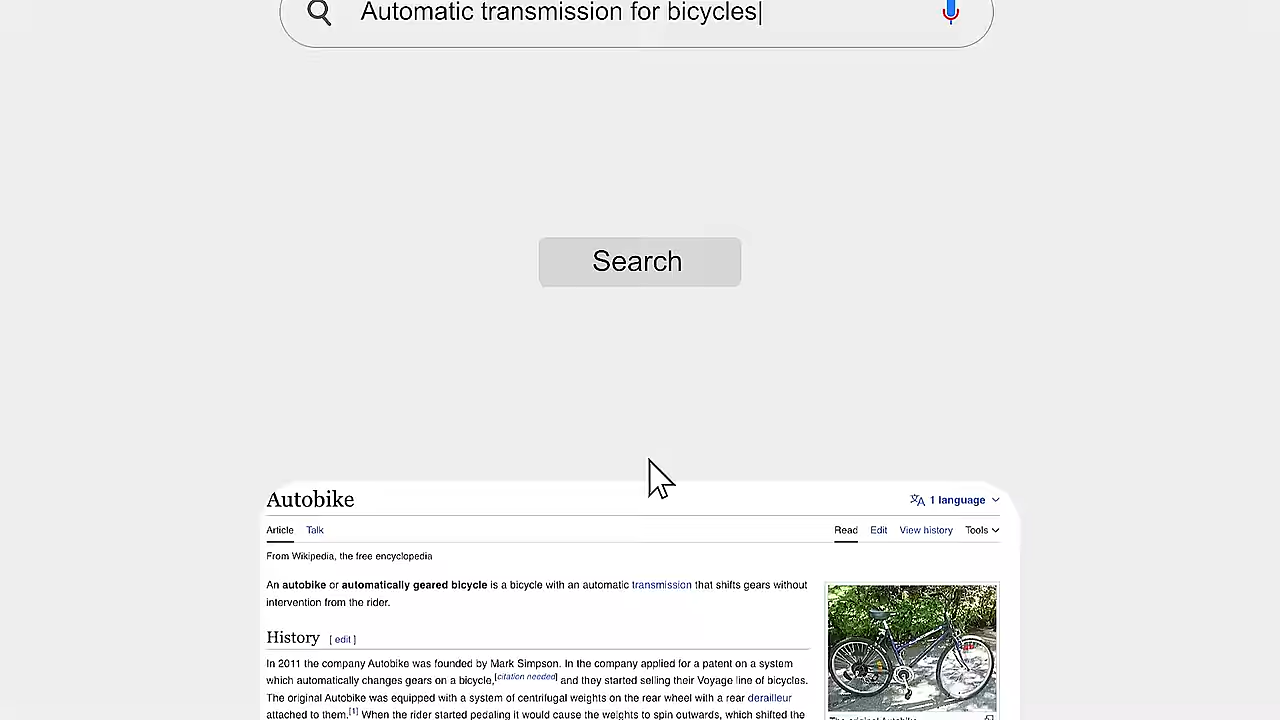 Automatic transmission for bicycles
Search
Autobike
1 language
Article Talk Read Edit View history Tools
From Wikipedia, the free encyclopedia
An autobike or automatically geared bicycle is a bicycle with an automatic transmission that shifts gears without
intervention from the rider.
History [ edit ]
In 2011 the company Autobike was founded by Mark Simpson. In the company applied for a patent on a system
which automatically changes gears on a bicycle,[citation needed] and they started selling their Voyage line of bicycles.
The original Autobike was equipped with a system of centrifugal weights on the rear wheel with a rear derailleur
attached to them.[1] When the rider started pedaling it would cause the weights to spin outwards, which shifted the
The original Autobike